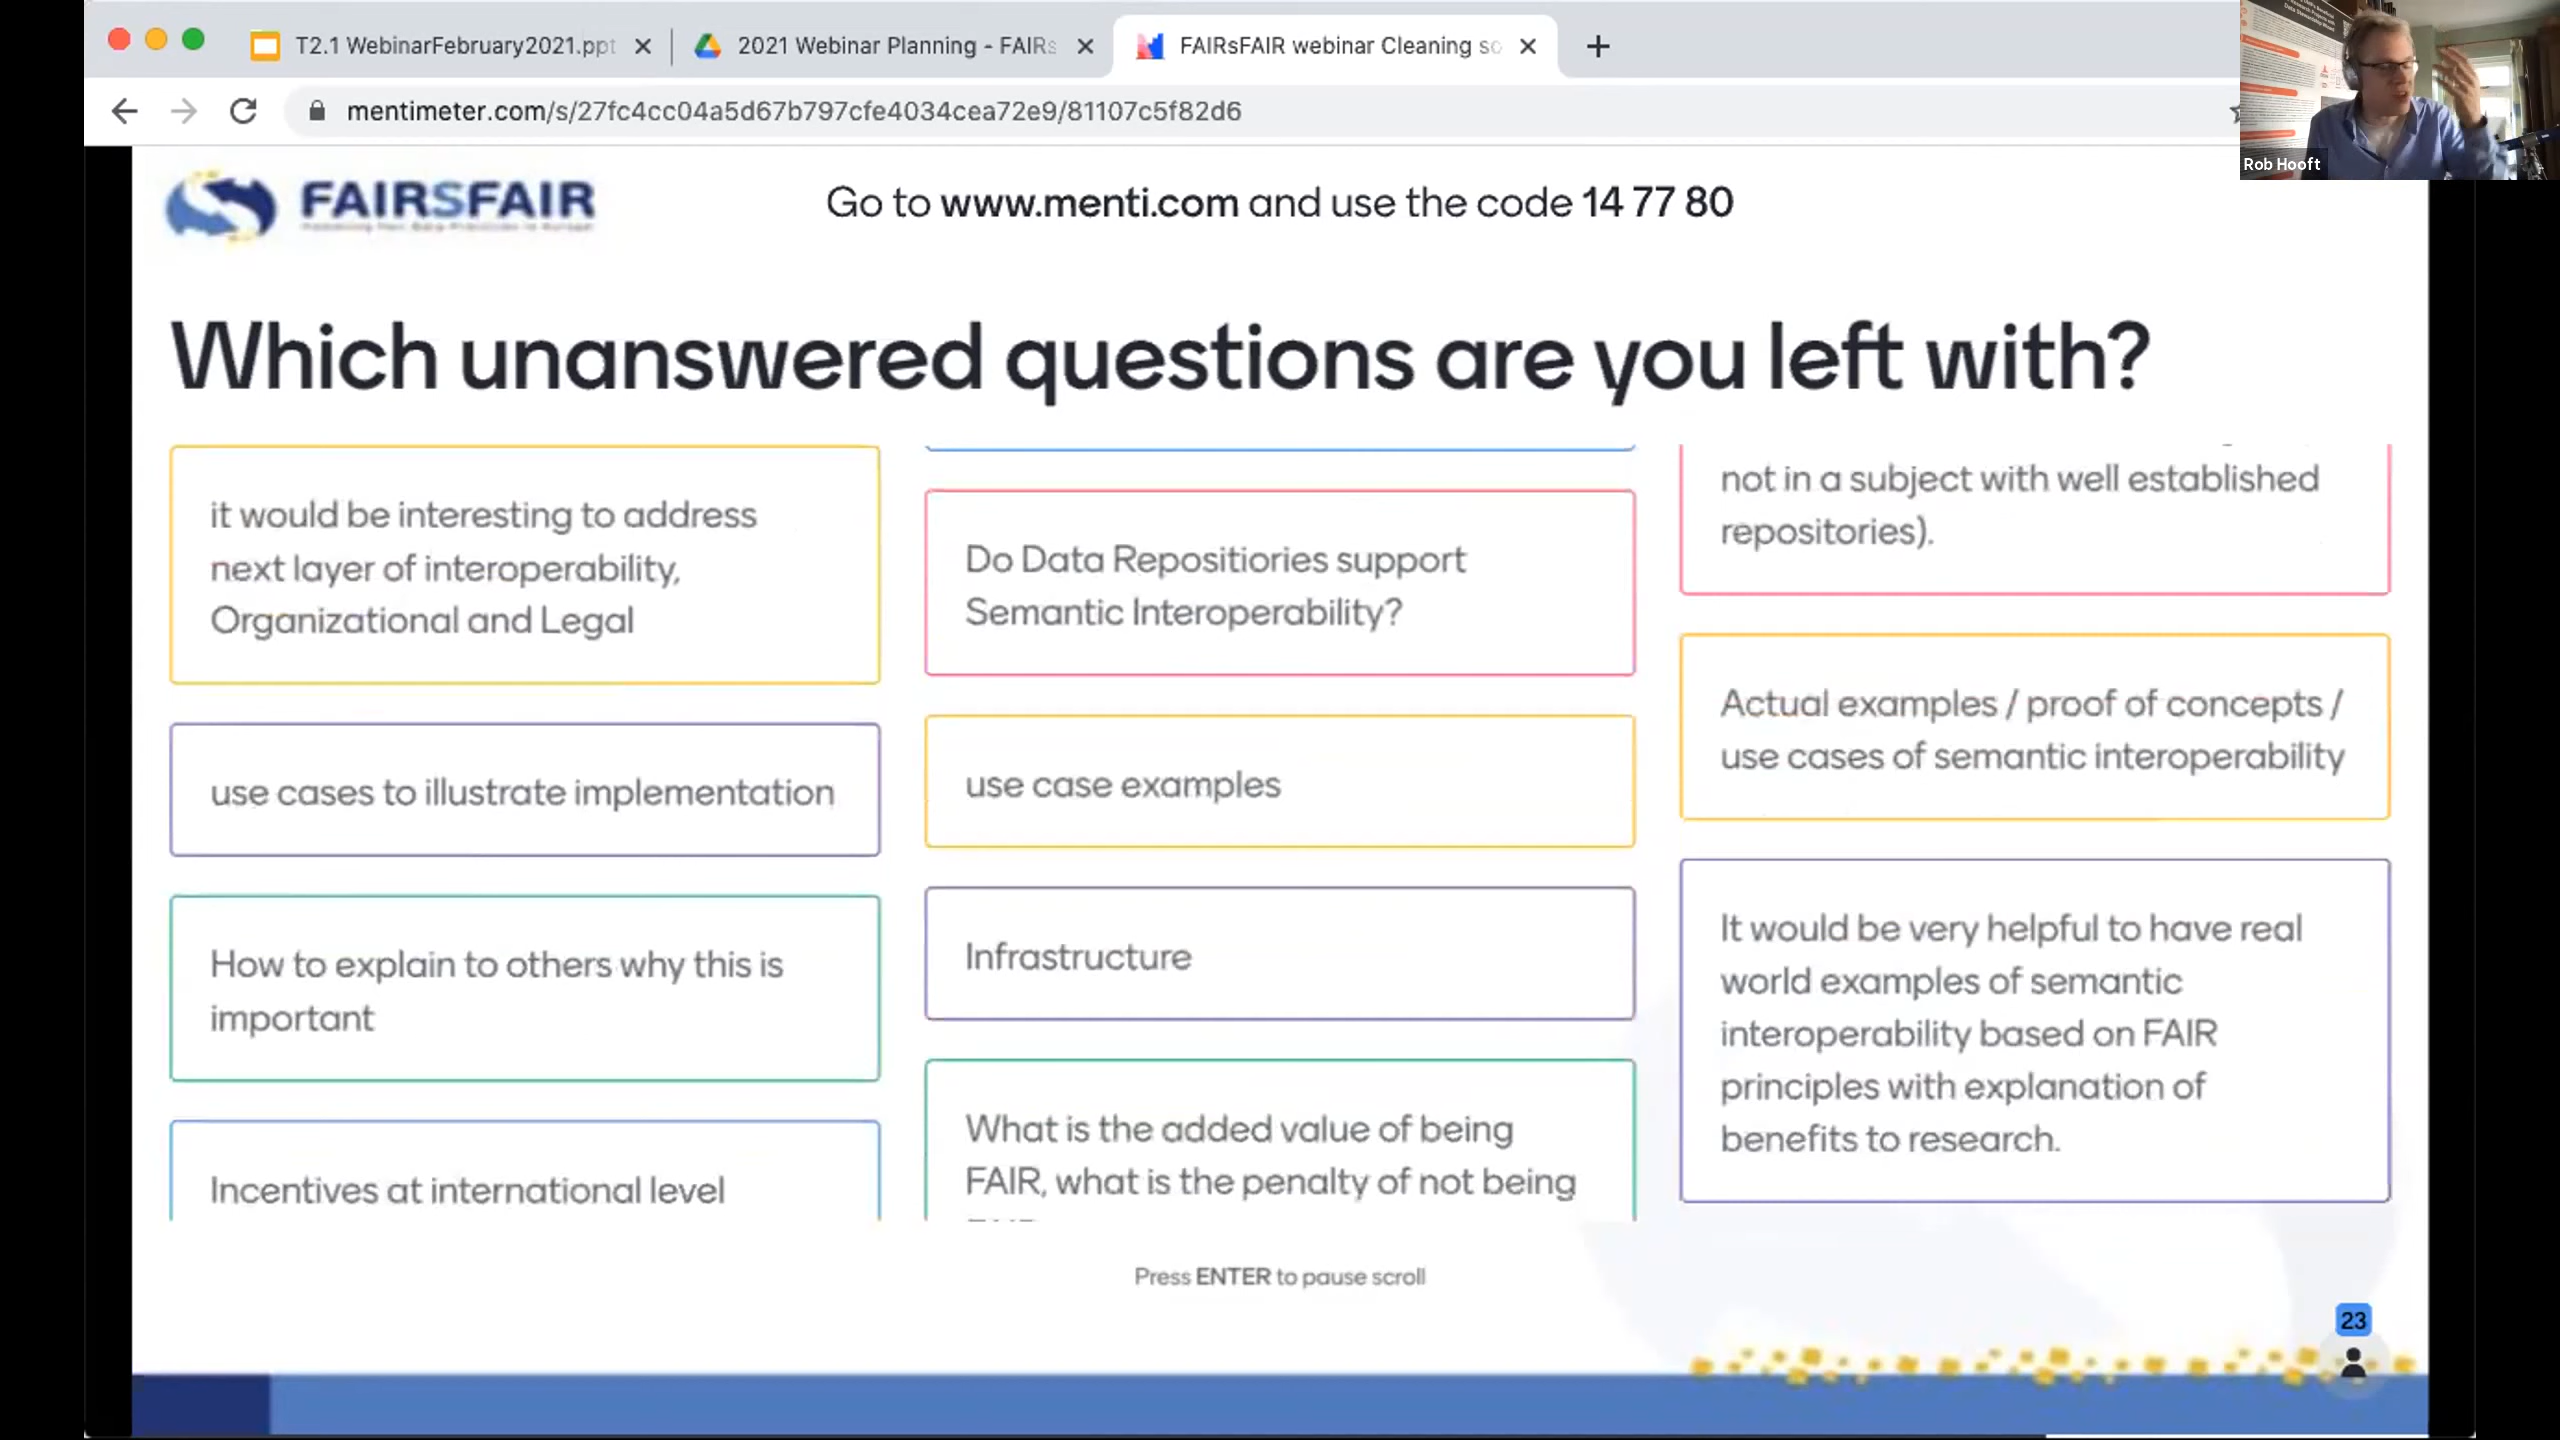 T2.1 WebinarFebruary2021.ppt
2021 Webinar Planning - FAIRs
FAIRsFAIR webinar Cleaning so
mentimeter.com/s/27fc4cc04a5d67b797cfe4034cea72e9/81107c5f82d6
Rob Hooft
FAIRSFAIR
Go to www.menti.com and use the code 14 77 80
Which unanswered questions are you left with?
it would be interesting to address
next layer of interoperability,
Organizational and Legal
use cases to illustrate implementation
How to explain to others why this is
important
Incentives at international level
Do Data Repositiories support
Semantic Interoperability?
use case examples
Infrastructure
What is the added value of being
FAIR, what is the penalty of not being
not in a subject with well established
repositories).
Actual examples / proof of concepts /
use cases of semantic interoperability
It would be very helpful to have real
world examples of semantic
interoperability based on FAIR
principles with explanation of
benefits to research.
Press ENTER to pause scroll
23